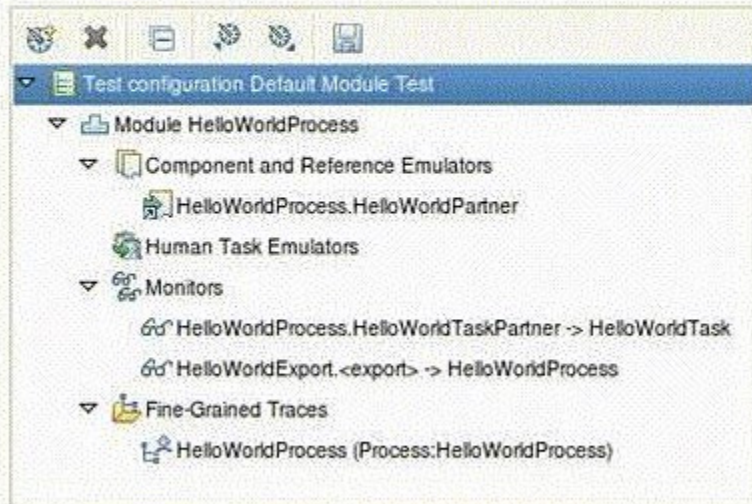 Test configuration Default Module Test
Module HelloWorldProcess
Component and Reference Emulators
HelloWorldProcess.HelloWorldPartner
Human Task Emulators
Monitors
HelloWorldProcess.HelloWorldTaskPartner -> HelloWorldTask
HelloWorldExport.<export> -> HelloWorldProcess
Fine-Grained Traces
HelloWorldProcess (Process:HelloWorldProcess)